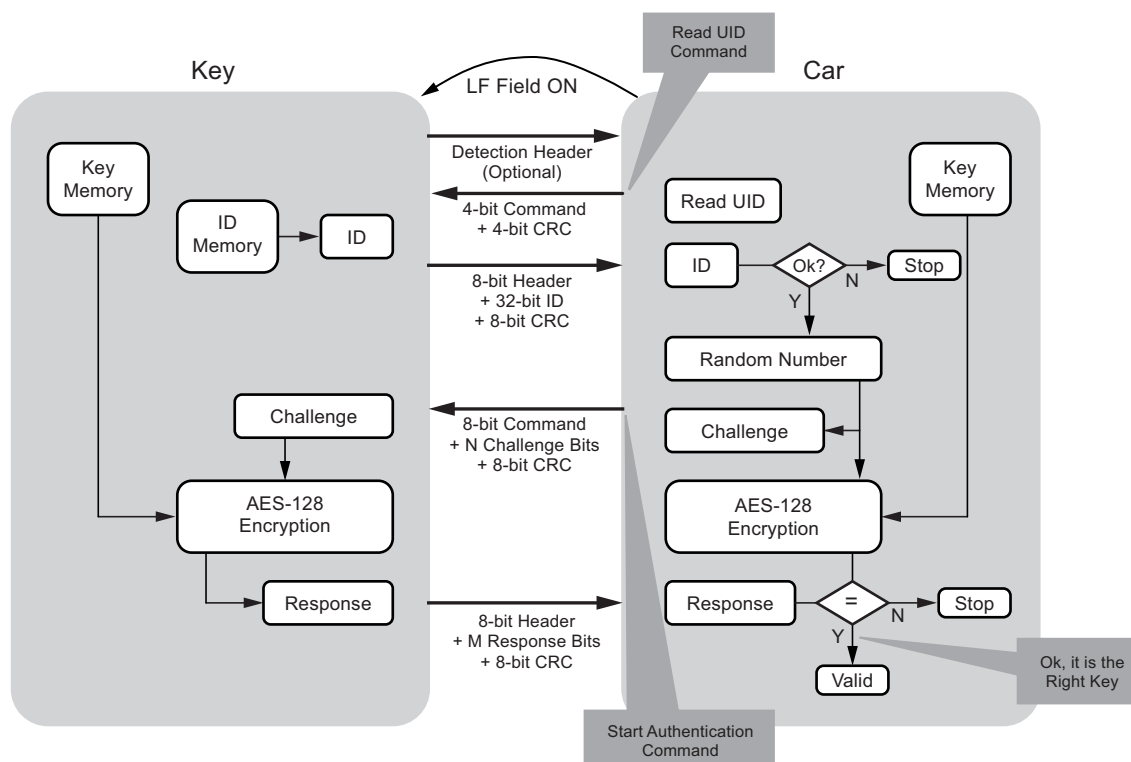 Read UID
Command
Key
Car
LF Field ON
Detection Header
(Optional)
4-bit Command
+ 4-bit CRC
8-bit Header
+ 32-bit ID
+ 8-bit CRC
8-bit Command
+ N Challenge Bits
+ 8-bit CRC
8-bit Header
+ M Response Bits
+ 8-bit CRC
Key
Memory
ID
Memory
ID
Challenge
AES-128
Encryption
Response
Key
Memory
Read UID
ID
Ok?
N
Stop
Y
Random Number
Challenge
AES-128
Encryption
Response
=
N
Stop
Y
Valid
Ok, it is the
Right Key
Start Authentication
Command